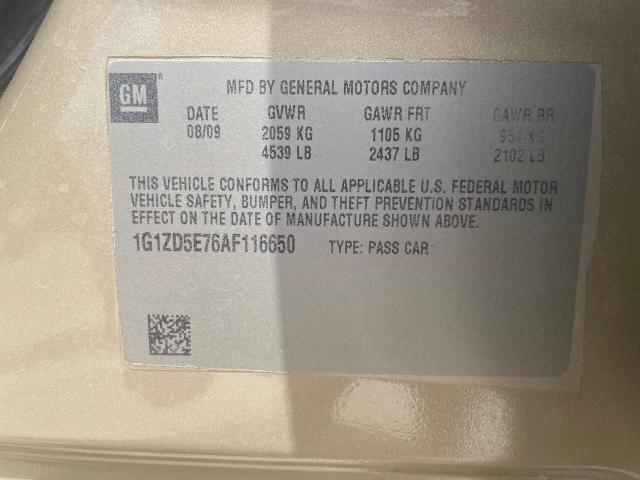 GM ®
MFD BY GENERAL MOTORS COMPANY
DATE GVWR GAWR FRT GAWR RR
08/09 2059 KG 1105 KG 954 KG
4539 LB 2437 LB 2102 LB
THIS VEHICLE CONFORMS TO ALL APPLICABLE U.S. FEDERAL MOTOR
VEHICLE SAFETY, BUMPER, AND THEFT PREVENTION STANDARDS IN
EFFECT ON THE DATE OF MANUFACTURE SHOWN ABOVE.
1G1ZD5E76AF116650 TYPE: PASS CAR